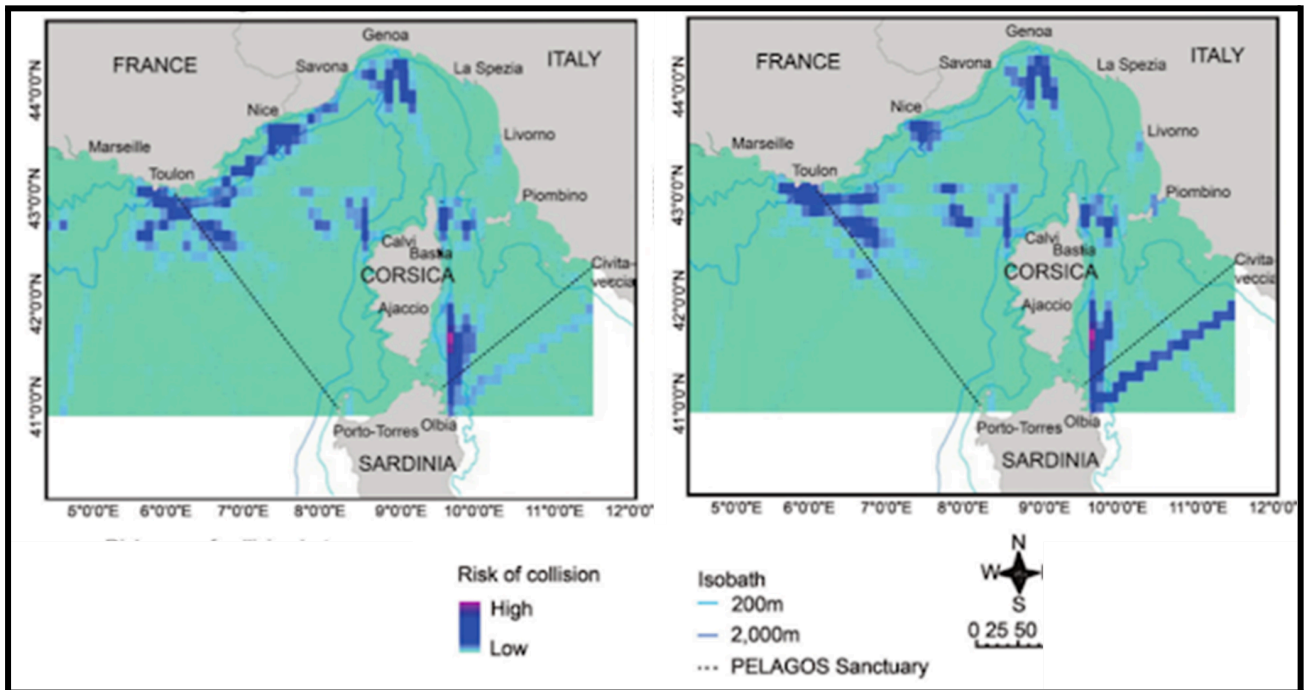 Genoa
FRANCE
ITALY
Savona
La Spezia
Nice
Marseille
Livorno
Toulon
Piombino
Calvi
Bastia
Civita-
veccia
CORSICA
Ajaccio
Porto-Torres
Olbia
SARDINIA
44°0'0"N
43°0'0"N
42°0'0"N
41°0'0"N
5°0'0"E 6°0'0"E 7°0'0"E 8°0'0"E 9°0'0"E 10°0'0"E 11°0'0"E 12°0'0"
Genoa
FRANCE
ITALY
Savona
La Spezia
Nice
Marseille
Livorno
Toulon
Piombino
Calvi
Bastia
Civita-
veccia
CORSICA
Ajaccio
Porto-Torres
Olbia
SARDINIA
44°0'0"N
43°0'0"N
42°0'0"N
41°0'0"N
5°0'0"E 6°0'0"E 7°0'0"E 8°0'0"E 9°0'0"E 10°0'0"E 11°0'0"E 12°0'0"
Risk of collision
High
Low
Isobath
200m
2,000m
PELAGOS Sanctuary
N
W
S
0 25 50